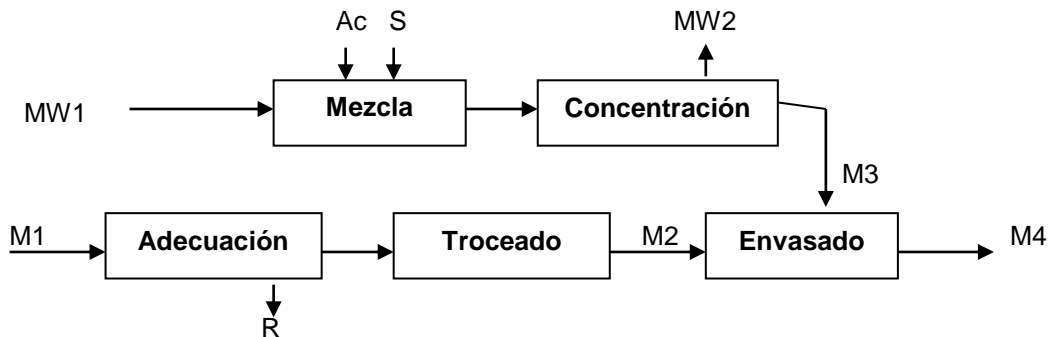 Ac S MW2
MW1 Mezcla Concentración
M3
M1 Adecuación Troceado M2 Envasado M4
R